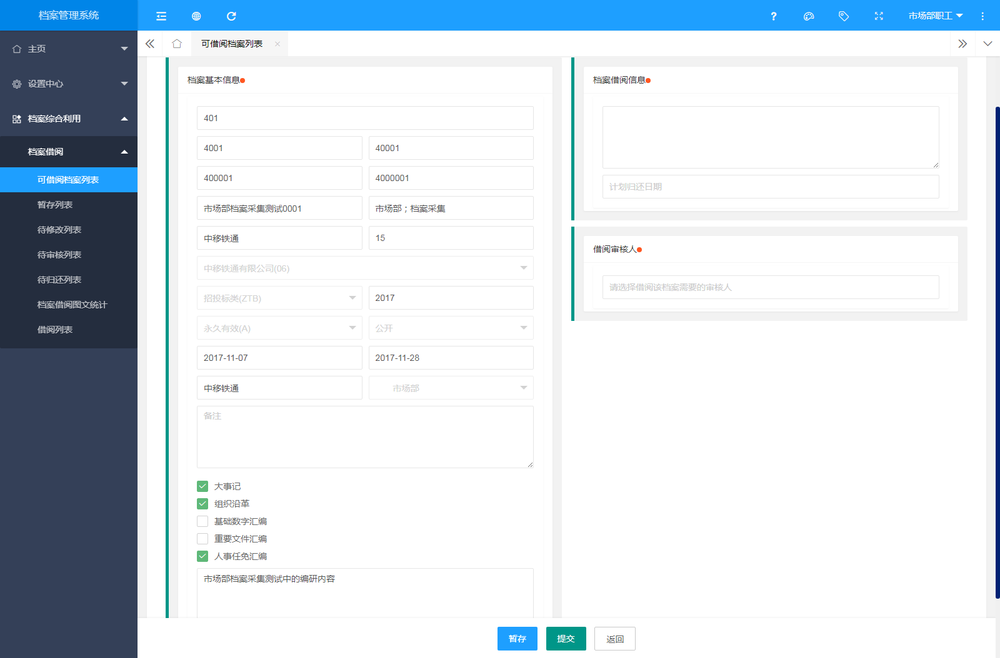 档案管理系统
?
市场部职工
主页
设置中心
档案综合利用
档案借阅
可借阅档案列表
暂存列表
待修改列表
待审核列表
待归还列表
档案借阅图文统计
借阅列表
可借阅档案列表
档案基本信息
401
4001
40001
400001
4000001
市场部档案采集测试0001
市场部；档案采集
中移铁通
15
中移铁通有限公司(06)
招投标类(ZTB)
2017
永久有效(A)
公开
2017-11-07
2017-11-28
中移铁通
市场部
备注
大事记
组织沿革
基础数字汇编
重要文件汇编
人事任免汇编
市场部档案采集测试中的编研内容
档案借阅信息
计划归还日期
借阅审核人
请选择借阅该档案需要的审核人
暂存
提交
返回